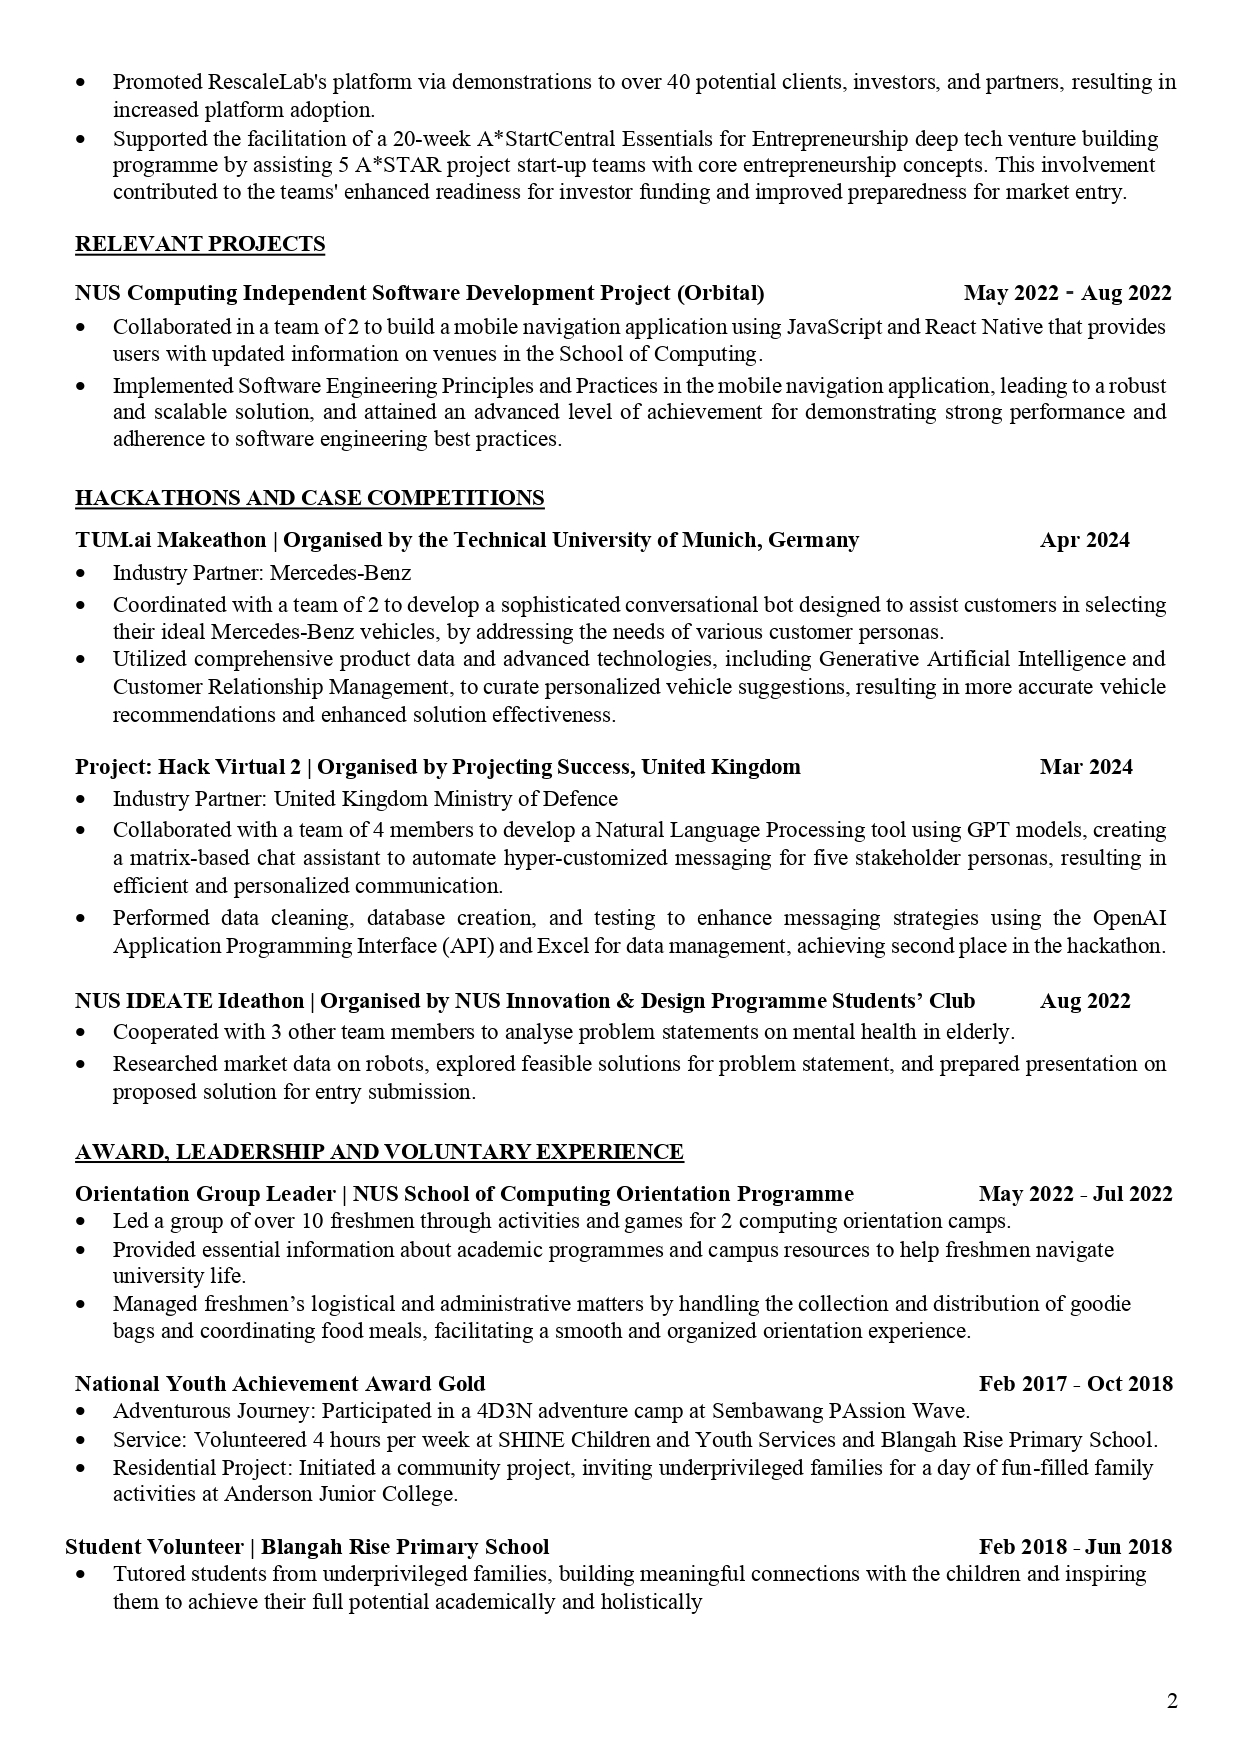 • Promoted RescaleLab's platform via demonstrations to over 40 potential clients, investors, and partners, resulting in
increased platform adoption.
• Supported the facilitation of a 20-week A*StartCentral Essentials for Entrepreneurship deep tech venture building
programme by assisting 5 A*STAR project start-up teams with core entrepreneurship concepts. This involvement
contributed to the teams' enhanced readiness for investor funding and improved preparedness for market entry.
RELEVANT PROJECTS
NUS Computing Independent Software Development Project (Orbital) May 2022 - Aug 2022
• Collaborated in a team of 2 to build a mobile navigation application using JavaScript and React Native that provides
users with updated information on venues in the School of Computing.
• Implemented Software Engineering Principles and Practices in the mobile navigation application, leading to a robust
and scalable solution, and attained an advanced level of achievement for demonstrating strong performance and
adherence to software engineering best practices.
HACKATHONS AND CASE COMPETITIONS
TUM.ai Makeathon | Organised by the Technical University of Munich, Germany Apr 2024
• Industry Partner: Mercedes-Benz
• Coordinated with a team of 2 to develop a sophisticated conversational bot designed to assist customers in selecting
their ideal Mercedes-Benz vehicles, by addressing the needs of various customer personas.
• Utilized comprehensive product data and advanced technologies, including Generative Artificial Intelligence and
Customer Relationship Management, to curate personalized vehicle suggestions, resulting in more accurate vehicle
recommendations and enhanced solution effectiveness.
Project: Hack Virtual 2 | Organised by Projecting Success, United Kingdom Mar 2024
• Industry Partner: United Kingdom Ministry of Defence
• Collaborated with a team of 4 members to develop a Natural Language Processing tool using GPT models, creating
a matrix-based chat assistant to automate hyper-customized messaging for five stakeholder personas, resulting in
efficient and personalized communication.
• Performed data cleaning, database creation, and testing to enhance messaging strategies using the OpenAI
Application Programming Interface (API) and Excel for data management, achieving second place in the hackathon.
NUS IDEATE Ideathon | Organised by NUS Innovation & Design Programme Students’ Club Aug 2022
• Cooperated with 3 other team members to analyse problem statements on mental health in elderly.
• Researched market data on robots, explored feasible solutions for problem statement, and prepared presentation on
proposed solution for entry submission.
AWARD, LEADERSHIP AND VOLUNTARY EXPERIENCE
Orientation Group Leader | NUS School of Computing Orientation Programme May 2022 - Jul 2022
• Led a group of over 10 freshmen through activities and games for 2 computing orientation camps.
• Provided essential information about academic programmes and campus resources to help freshmen navigate
university life.
• Managed freshmen’s logistical and administrative matters by handling the collection and distribution of goodie
bags and coordinating food meals, facilitating a smooth and organized orientation experience.
National Youth Achievement Award Gold Feb 2017 - Oct 2018
• Adventurous Journey: Participated in a 4D3N adventure camp at Sembawang PAssion Wave.
• Service: Volunteered 4 hours per week at SHINE Children and Youth Services and Blangah Rise Primary School.
• Residential Project: Initiated a community project, inviting underprivileged families for a day of fun-filled family
activities at Anderson Junior College.
Student Volunteer | Blangah Rise Primary School Feb 2018 - Jun 2018
• Tutored students from underprivileged families, building meaningful connections with the children and inspiring
them to achieve their full potential academically and holistically
2